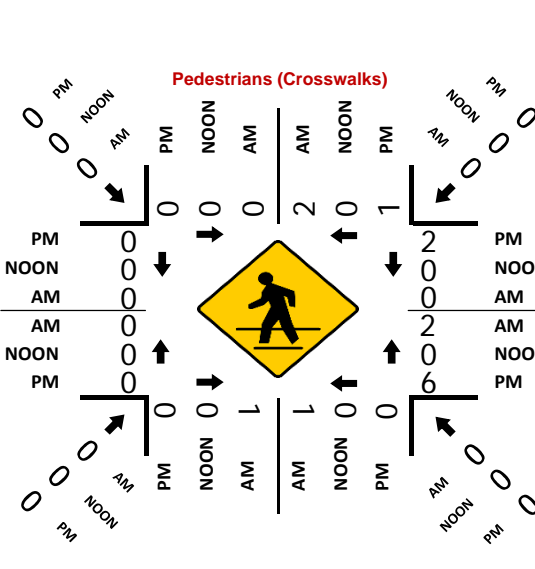 Pedestrians (Crosswalks)
PM NOON AM
0 0 0
PM NOON AM AM NOON PM
0 0 0 2 0 1
PM NOON AM
0 0 0
PM 0
NOON 0
AM 0
AM 0
NOON 0
PM 0
2 PM
0 NOO
0 AM
2 AM
0 NOO
6 PM
0 0 1 1 0 0
PM NOON AM AM NOON PM
0 0 0
AM NOON PM
0 0 0
AM NOON PM